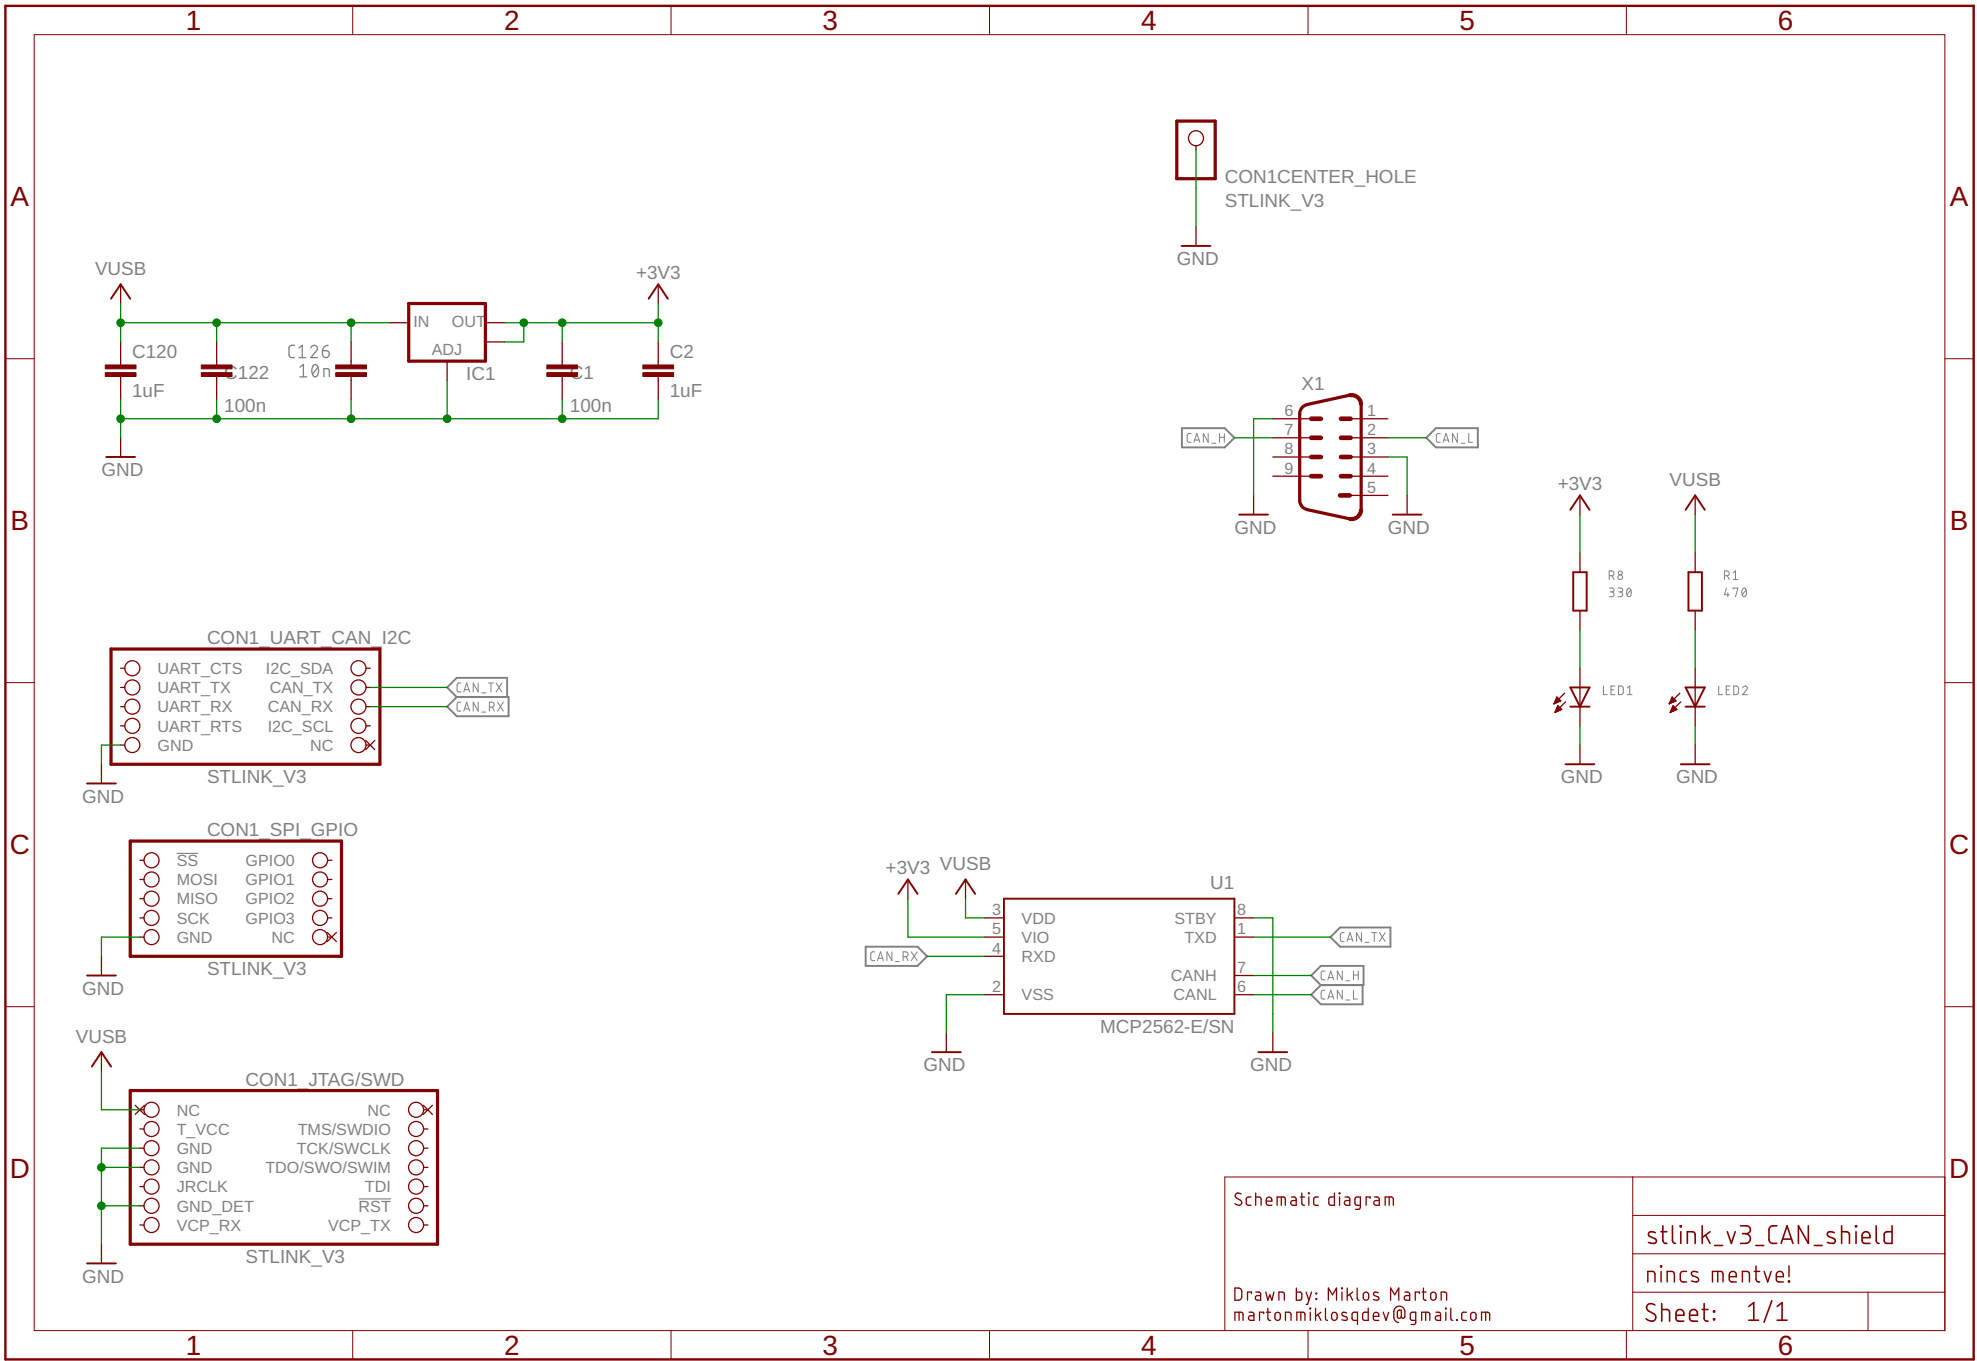 1 2 3 4 5 6
A A
CON1CENTER_HOLE
STLINK_V3
GND
VUSB
+3V3
IN OUT
ADJ
IC1
C120
1uF
C122
100n
C126
10n
C1
100n
C2
1uF
GND
B B
X1
6 1
7 2
8 3
9 4
5
CAN_H
CAN_L
GND GND
+3V3 VUSB
R8
330
R1
470
LED1
LED2
GND GND
CON1_UART_CAN_I2C
UART_CTS I2C_SDA
UART_TX CAN_TX
UART_RX CAN_RX
UART_RTS I2C_SCL
GND NC
CAN_TX
CAN_RX
STLINK_V3
GND
C C
CON1_SPI_GPIO
SS GPIO0
MOSI GPIO1
MISO GPIO2
SCK GPIO3
GND NC
STLINK_V3
GND
+3V3 VUSB
U1
3 VDD STBY 8
5 VIO TXD 1
4 RXD
CANH 7
2 VSS CANL 6
CAN_RX
CAN_TX
CAN_H
CAN_L
MCP2562-E/SN
GND GND
D D
VUSB
CON1_JTAG/SWD
NC NC
T_VCC TMS/SWDIO
GND TCK/SWCLK
GND TDO/SWO/SWIM
JRCLK TDI
GND_DET RST
VCP_RX VCP_TX
STLINK_V3
GND
Schematic diagram
Drawn by: Miklos Marton
martonmiklosqdev@gmail.com
stlink_v3_CAN_shield
nincs mentve!
Sheet: 1/1
1 2 3 4 5 6